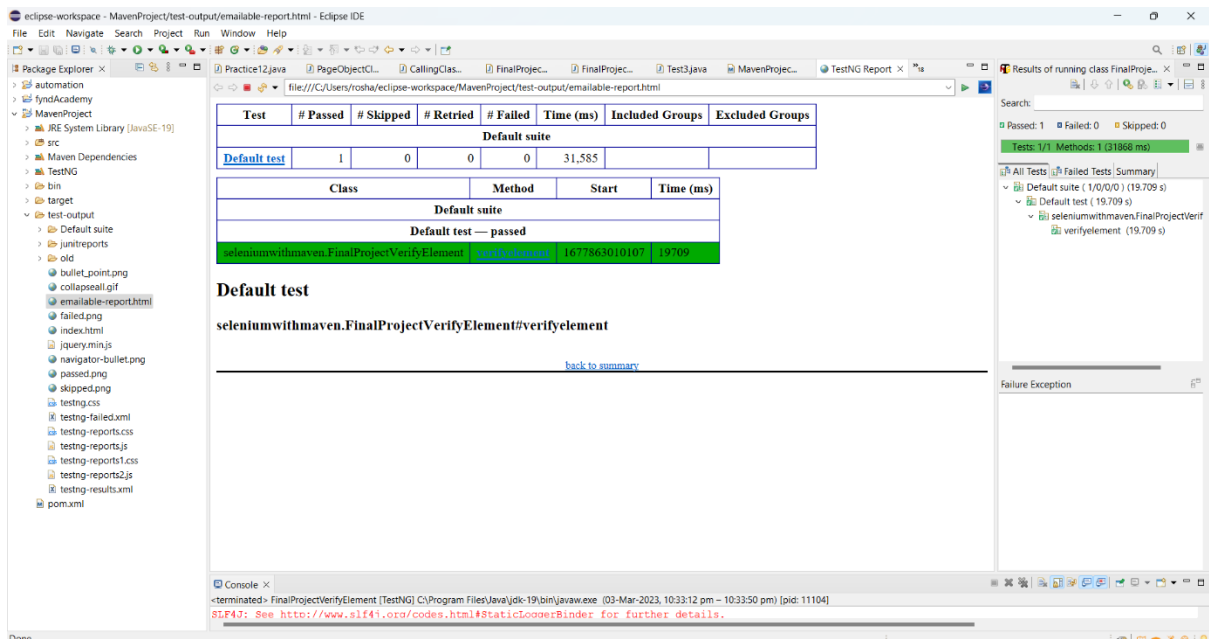 eclipse-workspace - MavenProject/test-output/emailable-report.html - Eclipse IDE
File Edit Navigate Search Project Run Window Help
Package Explorer
automation
fyndAcademy
MavenProject
JRE System Library [JavaSE-19]
src
Maven Dependencies
TestNG
bin
target
test-output
Default suite
junitreports
old
bullet_point.png
collapseall.gif
emailable-report.html
failed.png
index.html
jquery.min.js
navigator-bullet.png
passed.png
skipped.png
testng.css
testng-failed.xml
testng-reports.css
testng-reports.js
testng-reports1.css
testng-reports2.js
testng-results.xml
pom.xml
Practice12.java PageObjectCl... CallingClas... FinalProjec... FinalProjec... Test3.java MavenProjec... TestNG Report 18
file:///C:/Users/rosha/eclipse-workspace/MavenProject/test-output/emailable-report.html
Test # Passed # Skipped # Retried # Failed Time (ms) Included Groups Excluded Groups
Default suite
Default test 1 0 0 0 31,585
Class Method Start Time (ms)
Default suite
Default test — passed
seleniumwithmaven.FinalProjectVerifyElement verifyelement 1677863010107 19709
Default test
seleniumwithmaven.FinalProjectVerifyElement#verifyelement
back to summary
Console
<terminated> FinalProjectVerifyElement [TestNG] C:\Program Files\Java\jdk-19\bin\javaw.exe (03-Mar-2023, 10:33:12 pm – 10:33:50 pm) [pid: 11104]
SLF4J: See http://www.slf4j.org/codes.html#StaticLoggerBinder for further details.
Results of running class FinalProje...
Search:
Passed: 1 Failed: 0 Skipped: 0
Tests: 1/1 Methods: 1 (31868 ms)
All Tests Failed Tests Summary
Default suite ( 1/0/0/0 ) (19.709 s)
Default test ( 19.709 s)
seleniumwithmaven.FinalProjectVerif
verifyelement (19.709 s)
Failure Exception
Done